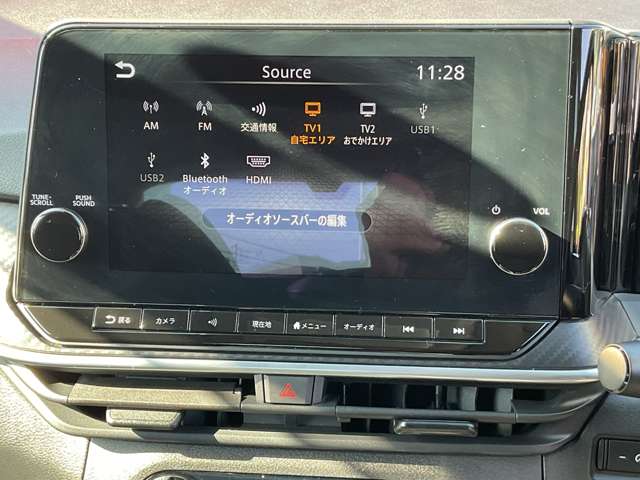 Source
11:28
AM
FM
交通情報
TV1
自宅エリア
TV2
おでかけエリア
USB1
USB2
Bluetooth
オーディオ
HDMI
オーディオソースバーの編集
TUNE・
SCROLL
PUSH
SOUND
VOL
戻る
カメラ
現在地
メニュー
オーディオ